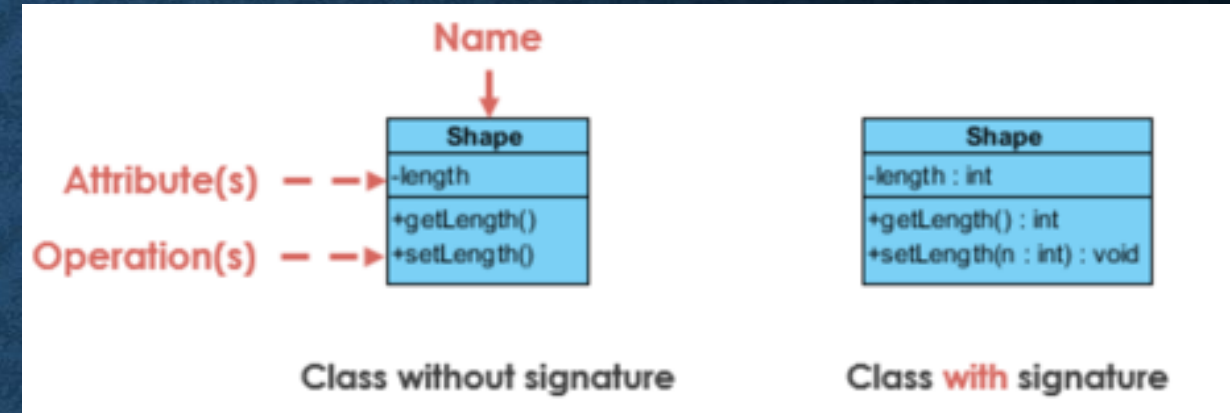 Name
Shape
Attribute(s)
-length
+getLength()
Operation(s)
+setLength()
Class without signature
Shape
-length : int
+getLength() : int
+setLength(n : int) : void
Class with signature